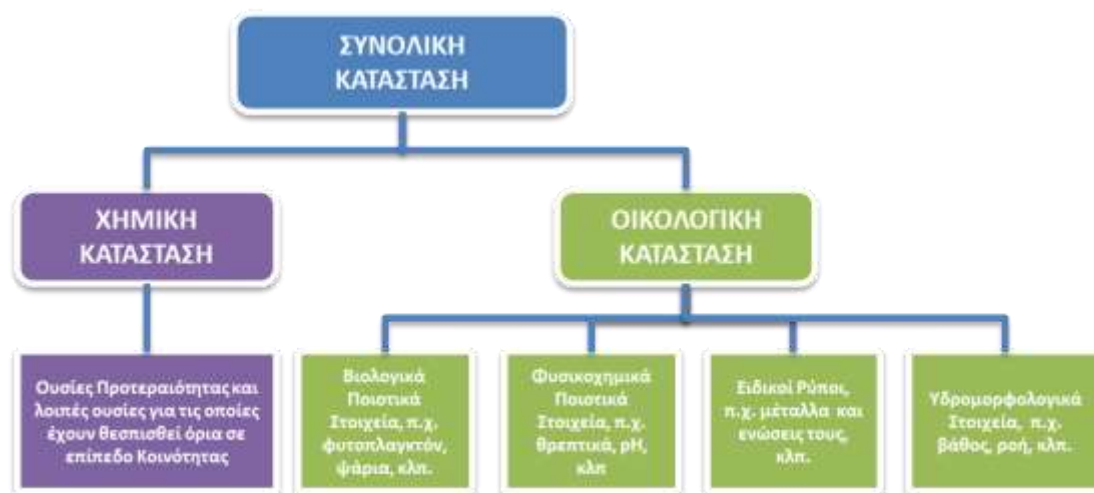 ΣΥΝΟΛΙΚΗ
ΚΑΤΑΣΤΑΣΗ
ΧΗΜΙΚΗ
ΚΑΤΑΣΤΑΣΗ
ΟΙΚΟΛΟΓΙΚΗ
ΚΑΤΑΣΤΑΣΗ
Ουσίες Προτεραιότητας και
λοιπές ουσίες για τις οποίες
έχουν θεσπισθεί όρια σε
επίπεδο Κοινότητας
Βιολογικά
Ποιοτικά
Στοιχεία, π.χ.
φυτοπλαγκτόν,
ψάρια, κλπ.
Φυσικοχημικά
Ποιοτικά
Στοιχεία, π.χ.
θρεπτικά, pH,
κλπ
Ειδικοί Ρύποι,
π.χ. μέταλλα και
ενώσεις τους,
κλπ.
Υδρομορφολογικά
Στοιχεία, π.χ.
βάθος, ροή, κλπ.